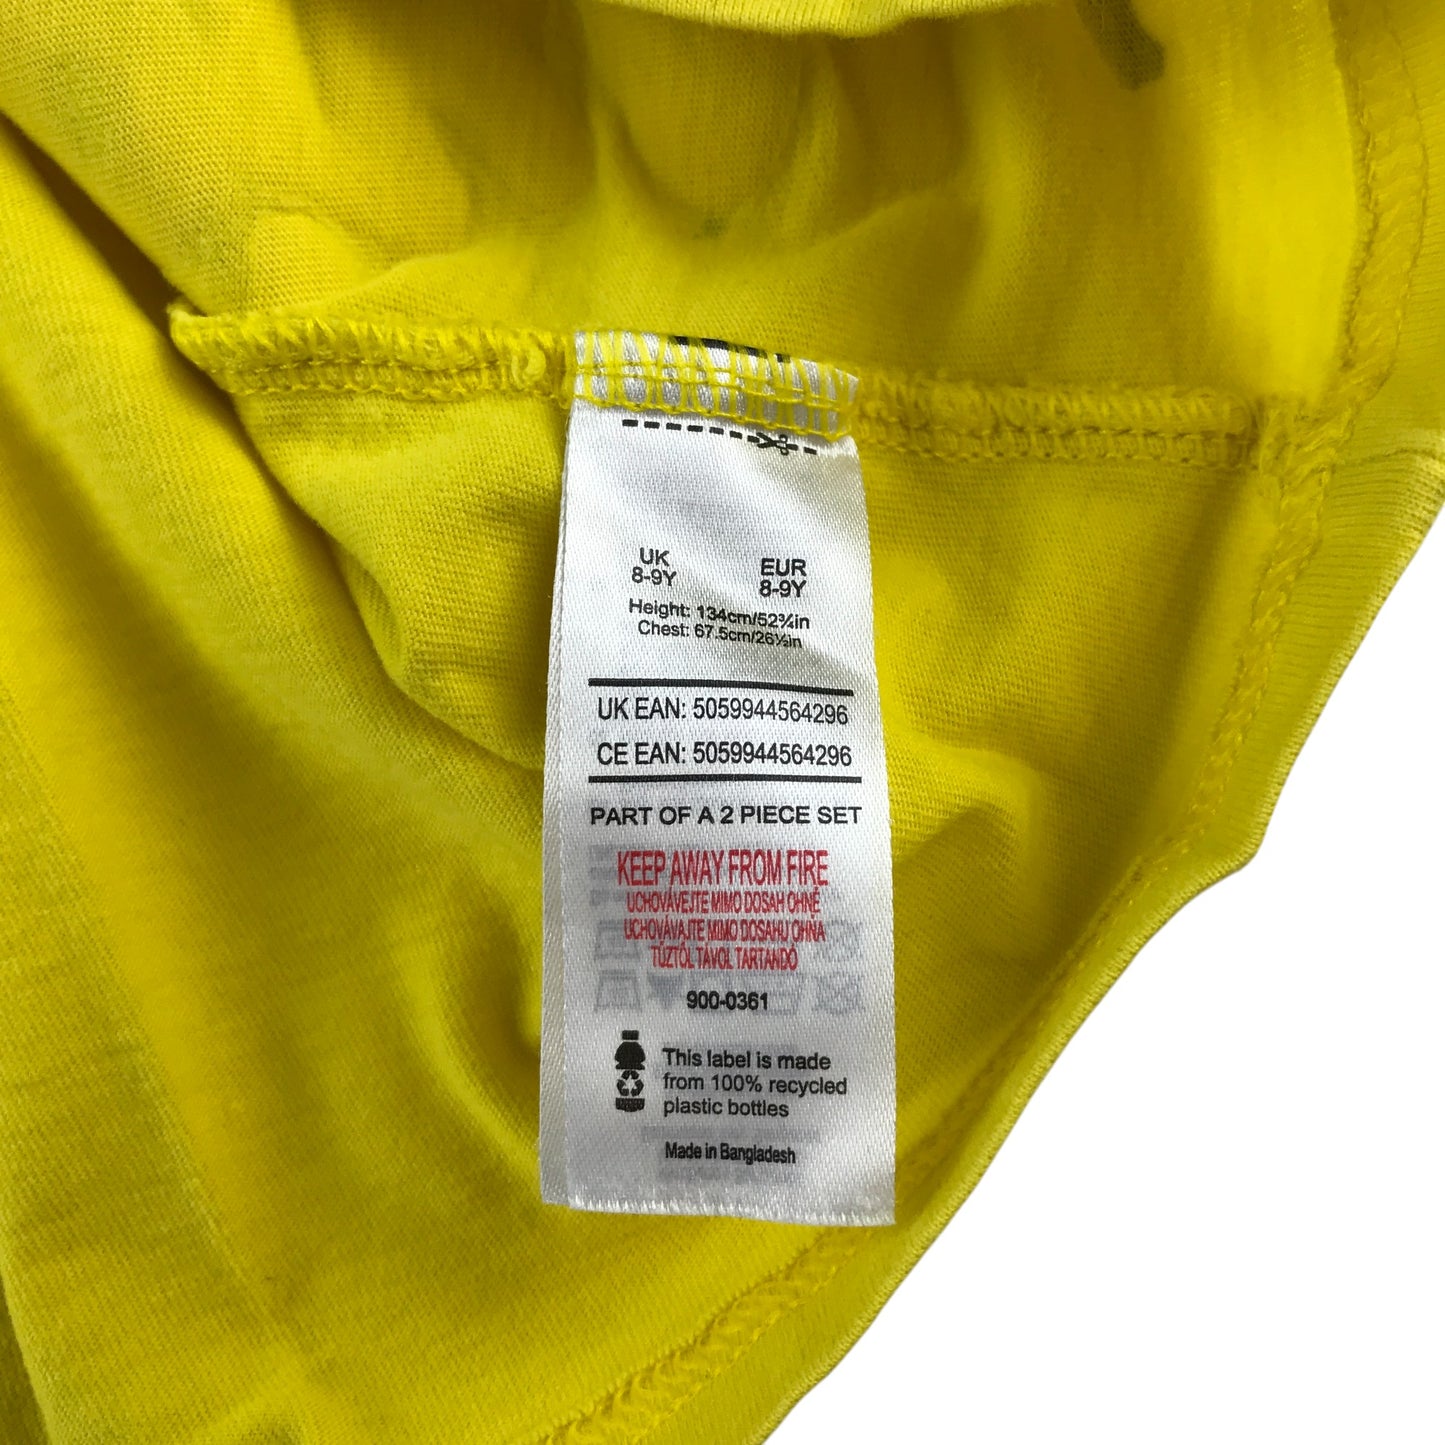 UK EUR
8-9Y 8-9Y
Height: 134cm/52¾in
Chest: 67.5cm/26½in
UK EAN: 5059944564296
CE EAN: 5059944564296
PART OF A 2 PIECE SET
KEEP AWAY FROM FIRE
UCHOVÁVEJTE MIMO DOSAH OHNĚ
UCHOVÁVAJTE MIMO DOSAHU OHŇA
TŰZTŐL TÁVOL TARTANDÓ
900-0361
This label is made
from 100% recycled
plastic bottles
Made in Bangladesh